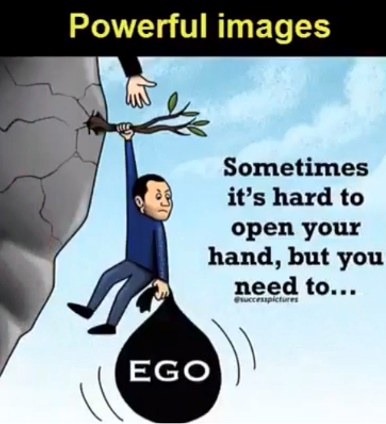 Powerful images
Sometimes
it's hard to
open your
hand, but you
need to...
@successpictures
EGO